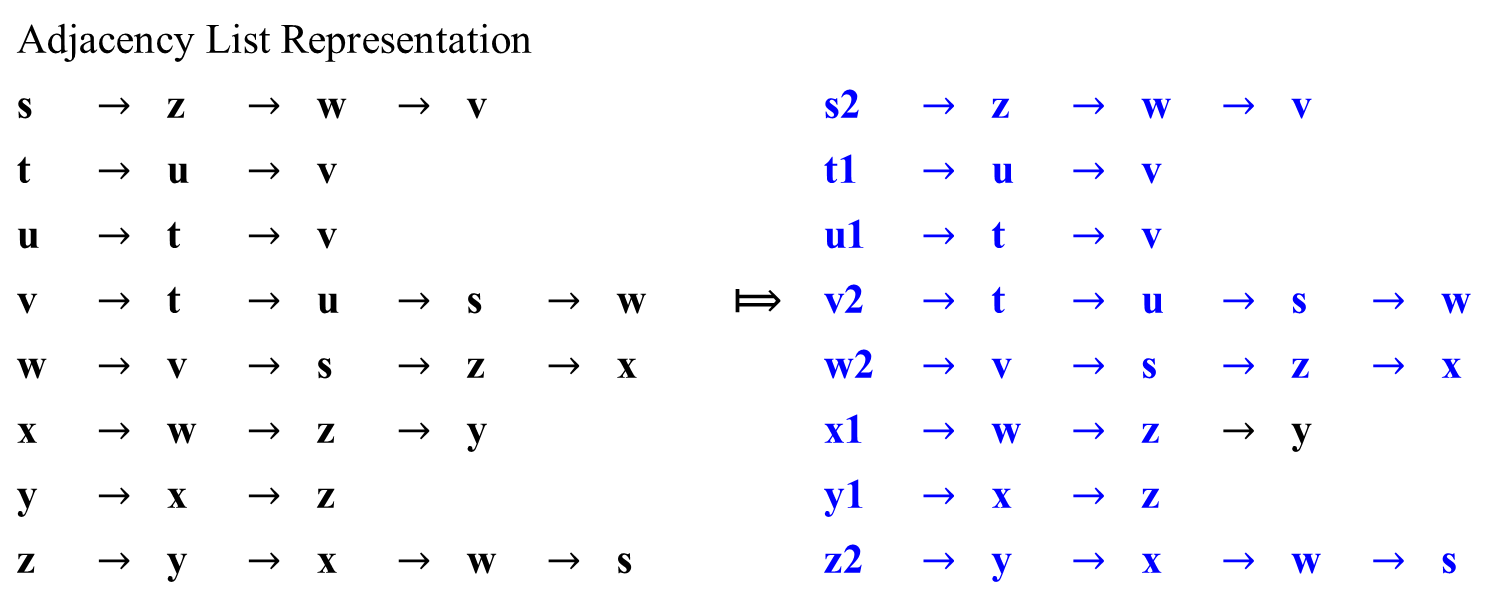 Adjacency List Representation
s → z → w → v s2 → z → w → v
t → u → v t1 → u → v
u → t → v u1 → t → v
v → t → u → s → w ⟾ v2 → t → u → s → w
w → v → s → z → x w2 → v → s → z → x
x → w → z → y x1 → w → z → y
y → x → z y1 → x → z
z → y → x → w → s z2 → y → x → w → s